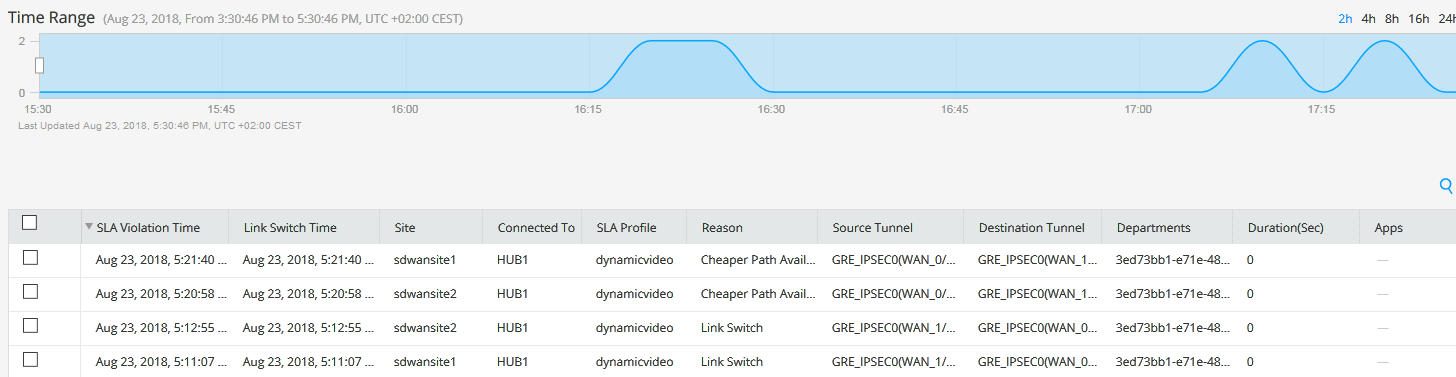 Time Range (Aug 23, 2018, From 3:30:46 PM to 5:30:46 PM, UTC +02:00 CEST) 2h 4h 8h 16h 24h
2
0
15:30 15:45 16:00 16:15 16:30 16:45 17:00 17:15
Last Updated Aug 23, 2018, 5:30:46 PM, UTC +02:00 CEST
SLA Violation Time Link Switch Time Site Connected To SLA Profile Reason Source Tunnel Destination Tunnel Departments Duration(Sec) Apps
Aug 23, 2018, 5:21:40 ... Aug 23, 2018, 5:21:40 ... sdwansite1 HUB1 dynamicvideo Cheaper Path Avail... GRE_IPSEC0(WAN_0/... GRE_IPSEC0(WAN_1... 3ed73bb1-e71e-48... 0 —
Aug 23, 2018, 5:20:58 ... Aug 23, 2018, 5:20:58 ... sdwansite2 HUB1 dynamicvideo Cheaper Path Avail... GRE_IPSEC0(WAN_0/... GRE_IPSEC0(WAN_1... 3ed73bb1-e71e-48... 0 —
Aug 23, 2018, 5:12:55 ... Aug 23, 2018, 5:12:55 ... sdwansite2 HUB1 dynamicvideo Link Switch GRE_IPSEC0(WAN_1/... GRE_IPSEC0(WAN_0... 3ed73bb1-e71e-48... 0 —
Aug 23, 2018, 5:11:07 ... Aug 23, 2018, 5:11:07 ... sdwansite1 HUB1 dynamicvideo Link Switch GRE_IPSEC0(WAN_1/... GRE_IPSEC0(WAN_0... 3ed73bb1-e71e-48... 0 —